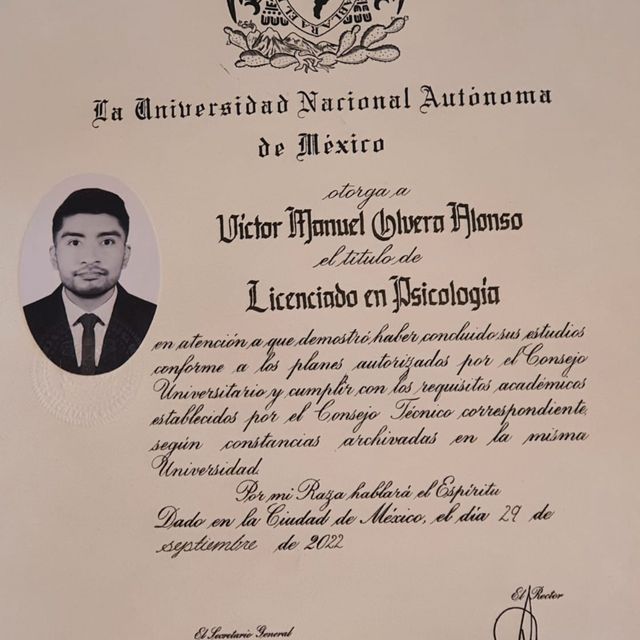 ABLARA EL
La Universidad Nacional Autónoma
de México
otorga a
Víctor Manuel Olvera Alonso
el título de
Licenciado en Psicología
en atención a que demostró haber concluido sus estudios
conforme a los planes autorizados por el Consejo
Universitario y cumplir con los requisitos académicos
establecidos por el Consejo Técnico correspondiente,
según constancias archivadas en la misma
Universidad.
Por mi Raza hablará el Espíritu
Dado en la Ciudad de México, el día 29 de
septiembre de 2022
El Rector
El Secretario General